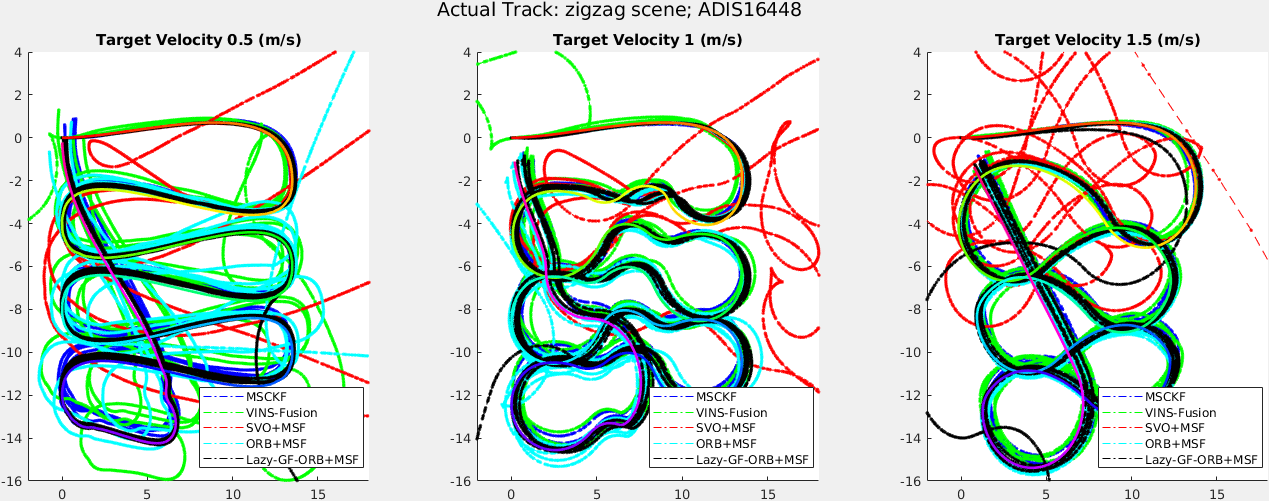 Actual Track: zigzag scene; ADIS16448
Target Velocity 0.5 (m/s)
4
2
0
-2
-4
-6
-8
-10
-12
-14
-16
0
5
10
15
MSCKF
VINS-Fusion
SVO+MSF
ORB+MSF
Lazy-GF-ORB+MSF
Target Velocity 1 (m/s)
4
2
0
-2
-4
-6
-8
-10
-12
-14
-16
0
5
10
15
MSCKF
VINS-Fusion
SVO+MSF
ORB+MSF
Lazy-GF-ORB+MSF
Target Velocity 1.5 (m/s)
4
2
0
-2
-4
-6
-8
-10
-12
-14
-16
0
5
10
15
MSCKF
VINS-Fusion
SVO+MSF
ORB+MSF
Lazy-GF-ORB+MSF